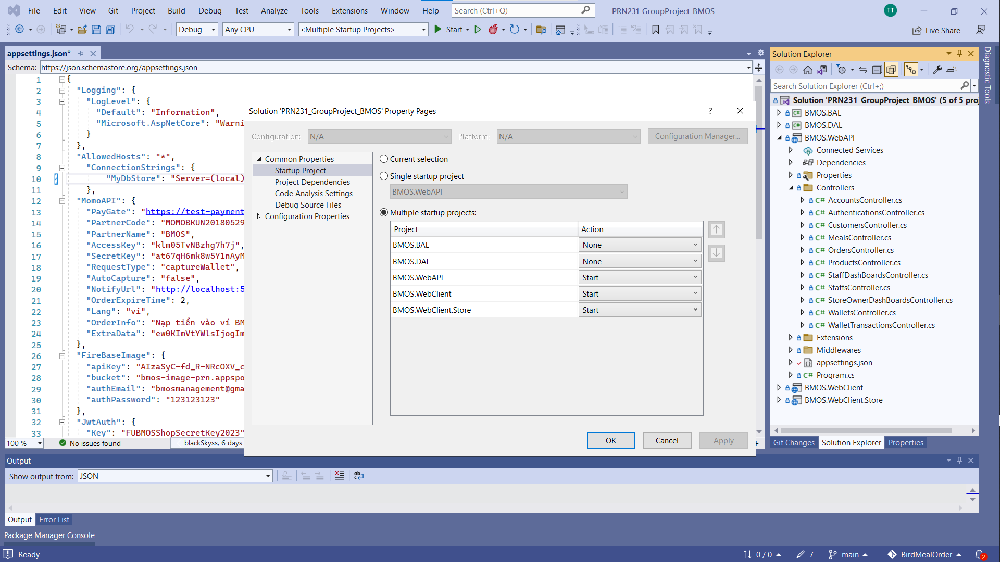 File Edit View Git Project Build Debug Test Analyze Tools Extensions Window Help Search (Ctrl+Q) PRN231_GroupProject_BMOS TT
Debug Any CPU <Multiple Startup Projects> Start Live Share
appsettings.json*
Schema: https://json.schemastore.org/appsettings.json
1 {
2 "Logging": {
3 "LogLevel": {
4 "Default": "Information",
5 "Microsoft.AspNetCore": "Warni
6 }
7 },
8 "AllowedHosts": "*",
9 "ConnectionStrings": {
10 "MyDbStore": "Server=(local)
11 },
12 "MomoAPI": {
13 "PayGate": "https://test-payment
14 "PartnerCode": "MOMOBKUN20180529
15 "PartnerName": "BMOS",
16 "AccessKey": "klm05TvNBzhg7h7j",
17 "SecretKey": "at67qH6mk8w5Y1nAyM
18 "RequestType": "captureWallet",
19 "AutoCapture": "false",
20 "NotifyUrl": "http://localhost:5
21 "OrderExpireTime": 2,
22 "Lang": "vi",
23 "OrderInfo": "Nạp tiền vào ví BM
24 "ExtraData": "ew0KImVtYWlsIjogIm
25 },
26 "FireBaseImage": {
27 "apiKey": "AIzaSyC-fd_R-NRcOXV_c
28 "bucket": "bmos-image-prn.appspo
29 "authEmail": "bmosmanagement@gma
30 "authPassword": "123123123"
31 },
32 "JwtAuth": {
33 "Key": "FUBMOSShopSecretKey2023"
100 % No issues found blackSkyss, 6 days
Solution 'PRN231_GroupProject_BMOS' Property Pages ?
Configuration: N/A Platform: N/A Configuration Manager...
Common Properties
Startup Project
Project Dependencies
Code Analysis Settings
Debug Source Files
Configuration Properties
Current selection
Single startup project
BMOS.WebAPI
Multiple startup projects:
Project Action
BMOS.BAL None
BMOS.DAL None
BMOS.WebAPI Start
BMOS.WebClient Start
BMOS.WebClient.Store Start
OK Cancel Apply
Solution Explorer
Search Solution Explorer (Ctrl+;)
Solution 'PRN231_GroupProject_BMOS' (5 of 5 proj
BMOS.BAL
BMOS.DAL
BMOS.WebAPI
Connected Services
Dependencies
Properties
Controllers
C# AccountsController.cs
C# AuthenticationsController.cs
C# CustomersController.cs
C# MealsController.cs
C# OrdersController.cs
C# ProductsController.cs
C# StaffDashBoardsController.cs
C# StaffsController.cs
C# StoreOwnerDashBoardsController.cs
C# WalletsController.cs
C# WalletTransactionsController.cs
Extensions
Middlewares
appsettings.json
C# Program.cs
BMOS.WebClient
BMOS.WebClient.Store
Git Changes Solution Explorer Properties
Diagnostic Tools
Output
Show output from: JSON
Output Error List
Package Manager Console
Ready 0 / 0 7 main BirdMealOrder 2